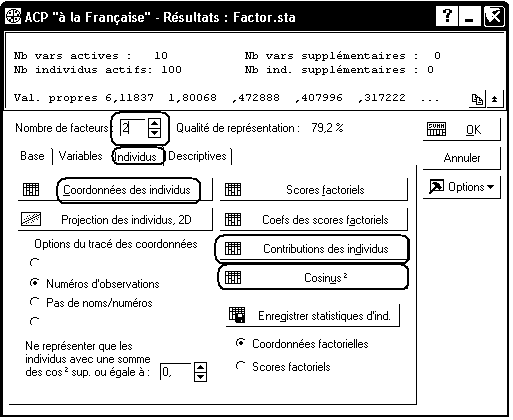 ACP "à la Française" - Résultats : Factor.sta
Nb vars actives : 10 Nb vars supplémentaires : 0
Nb individus actifs: 100 Nb ind. supplémentaires : 0
Val. propres 6,11837 1,80068 ,472888 ,407996 ,317222 ...
Nombre de facteurs : 2 Qualité de représentation : 79,2 %
OK
Annuler
Options
Base Variables Individus Descriptives
Coordonnées des individus Scores factoriels
Projection des individus, 2D Coefs des scores factoriels
Options du tracé des coordonnées Contributions des individus
Numéros d'observations Cosinus ²
Pas de noms/numéros
Enregistrer statistiques d'ind.
Ne représenter que les
individus avec une somme
des cos ² sup. ou égale à : 0,
Coordonnées factorielles
Scores factoriels